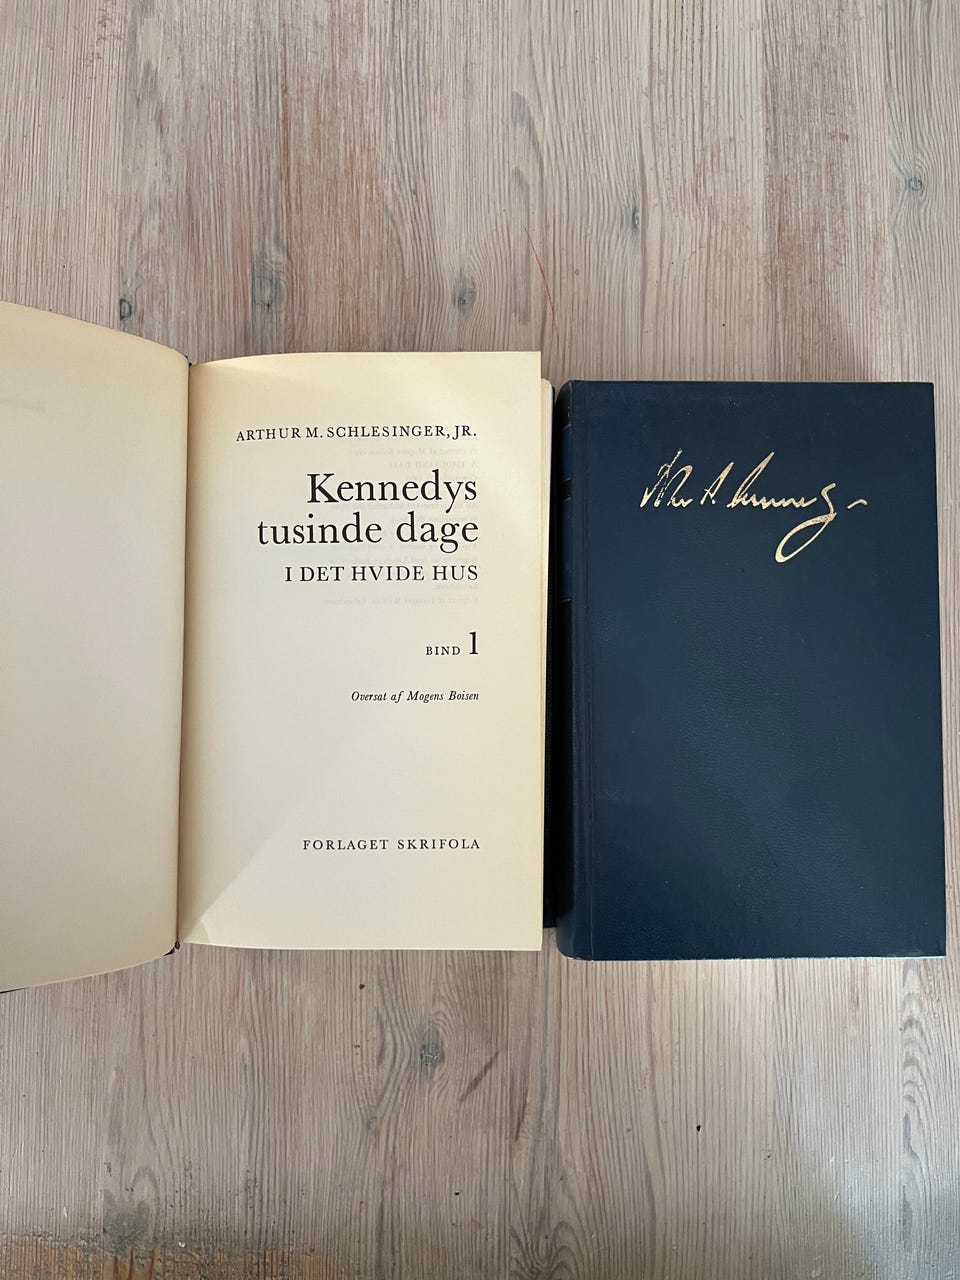 ARTHUR M. SCHLESINGER, JR.
Kennedys
tusinde dage
I DET HVIDE HUS
BIND 1
Oversat af Mogens Boisen
FORLAGET SKRIFOLA